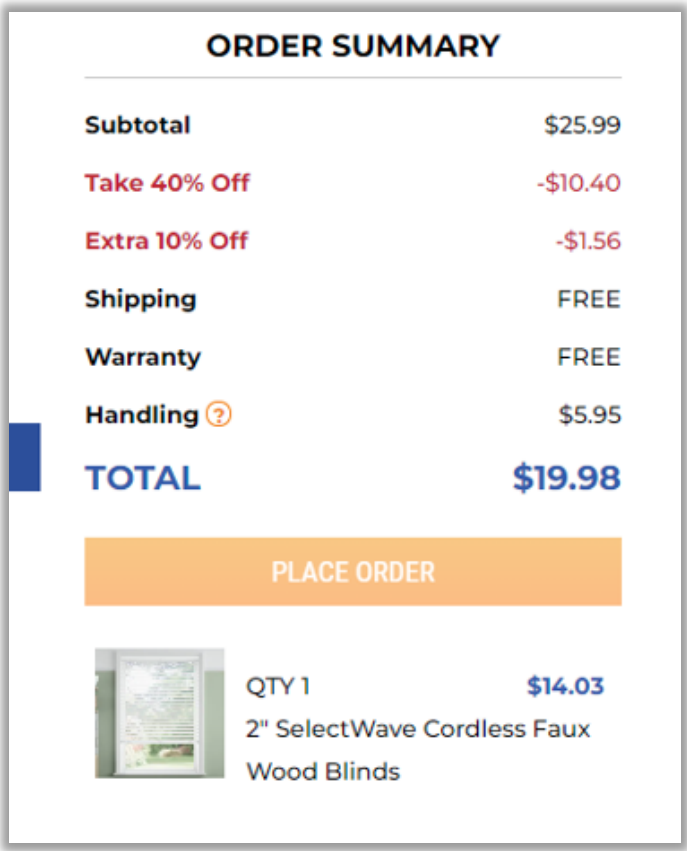 ORDER SUMMARY
Subtotal $25.99
Take 40% Off -$10.40
Extra 10% Off -$1.56
Shipping FREE
Warranty FREE
Handling ? $5.95
TOTAL $19.98
PLACE ORDER
QTY 1 $14.03
2" SelectWave Cordless Faux
Wood Blinds